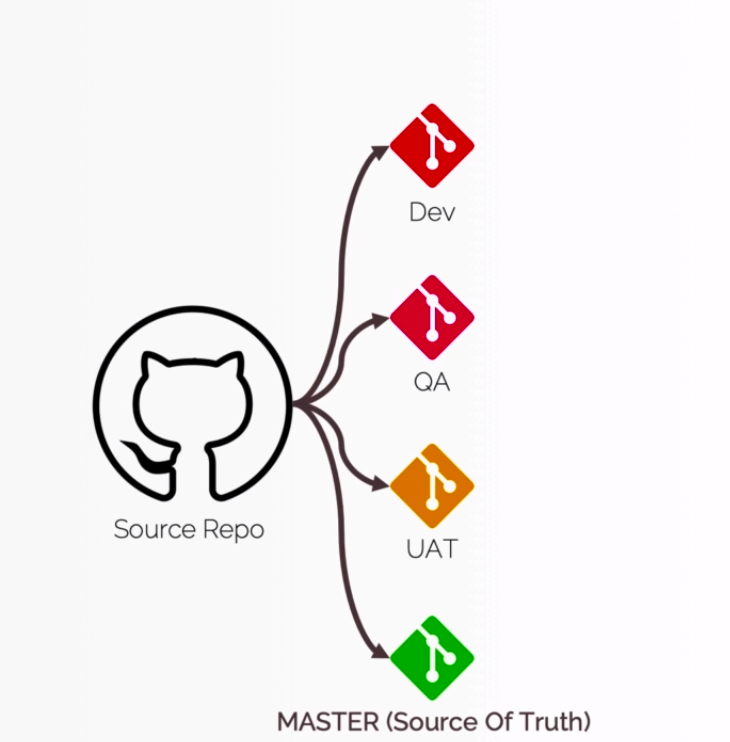 Dev
QA
Source Repo
UAT
MASTER (Source Of Truth)